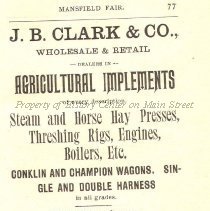 MANSFIELD FAIR. 77
J. B. CLARK & CO.,
WHOLESALE & RETAIL
DEALERS IN
AGRICULTURAL IMPLEMENTS
Property of History Center on Main Street
Steam and Horse Hay Presses,
Threshing Rigs, Engines,
Boilers, Etc.
CONKLIN AND CHAMPION WAGONS. SIN-
GLE AND DOUBLE HARNESS
in all grades.